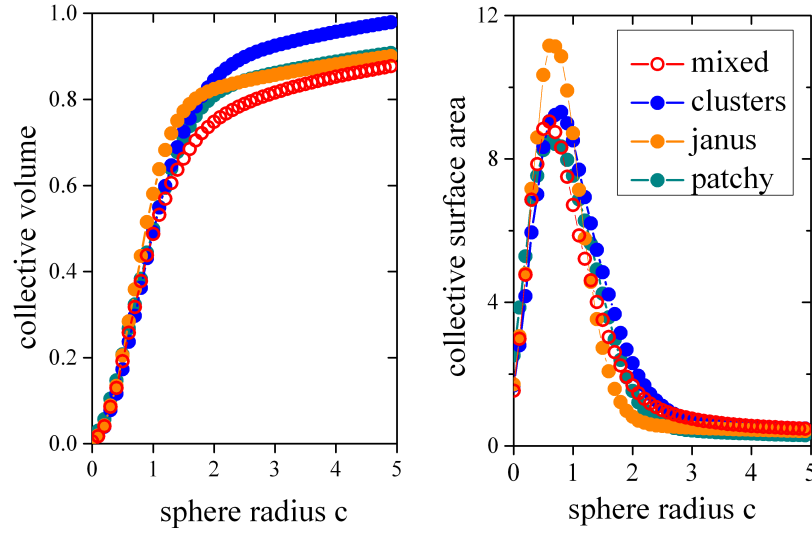 collective volume
1.0
0.8
0.6
0.4
0.2
0.0
0 1 2 3 4 5
sphere radius c
collective surface area
12
8
4
0
mixed
clusters
janus
patchy
0 1 2 3 4 5
sphere radius c